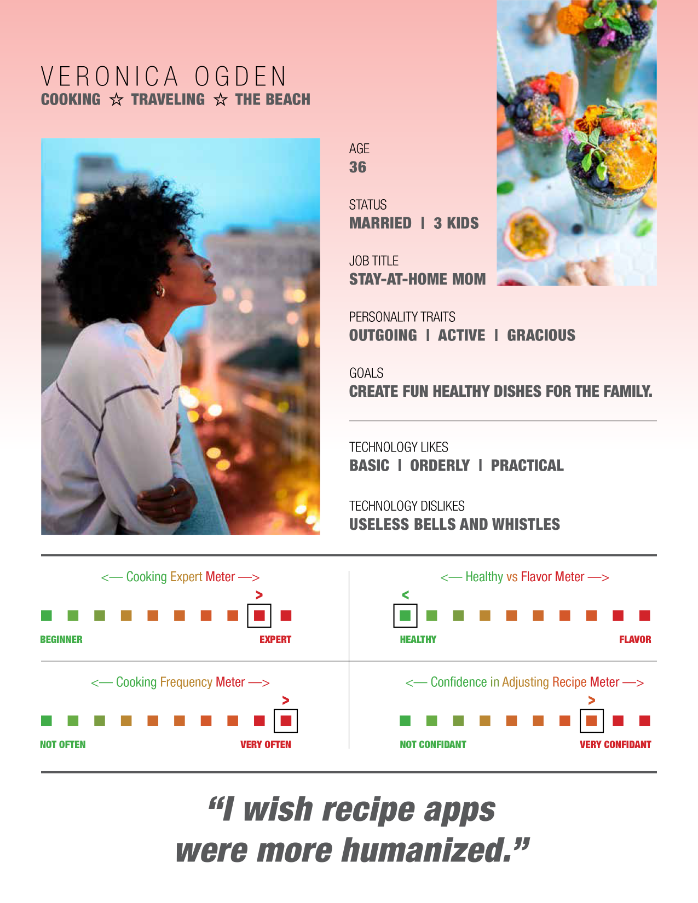 VERONICA OGDEN
COOKING ☆ TRAVELING ☆ THE BEACH
AGE
36
STATUS
MARRIED | 3 KIDS
JOB TITLE
STAY-AT-HOME MOM
PERSONALITY TRAITS
OUTGOING | ACTIVE | GRACIOUS
GOALS
CREATE FUN HEALTHY DISHES FOR THE FAMILY.
TECHNOLOGY LIKES
BASIC | ORDERLY | PRACTICAL
TECHNOLOGY DISLIKES
USELESS BELLS AND WHISTLES
<— Cooking Expert Meter —>
>
BEGINNER EXPERT
<— Healthy vs Flavor Meter —>
<
HEALTHY FLAVOR
<— Cooking Frequency Meter —>
>
NOT OFTEN VERY OFTEN
<— Confidence in Adjusting Recipe Meter —>
>
NOT CONFIDANT VERY CONFIDANT
“I wish recipe apps
were more humanized.”